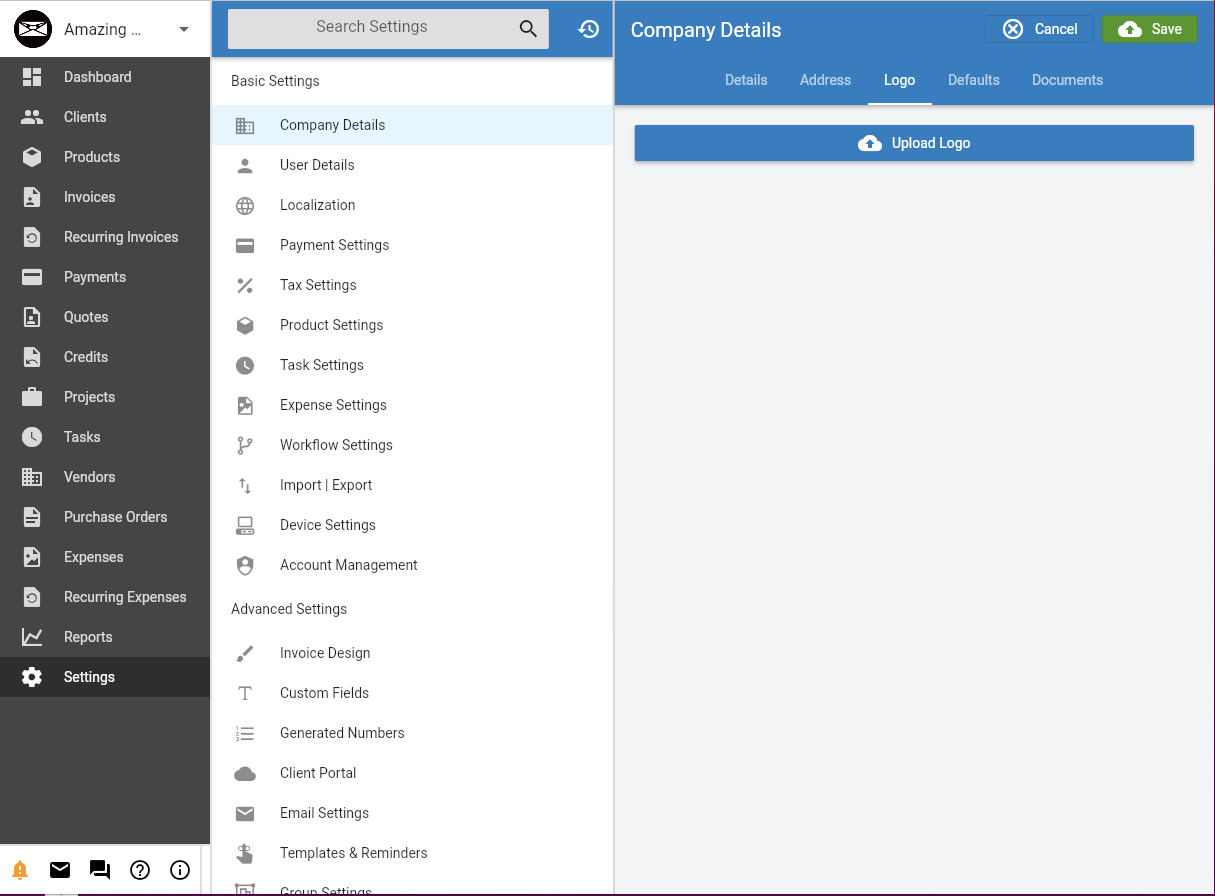 Amazing ...
Dashboard
Clients
Products
Invoices
Recurring Invoices
Payments
Quotes
Credits
Projects
Tasks
Vendors
Purchase Orders
Expenses
Recurring Expenses
Reports
Settings
Search Settings
Basic Settings
Company Details
User Details
Localization
Payment Settings
Tax Settings
Product Settings
Task Settings
Expense Settings
Workflow Settings
Import | Export
Device Settings
Account Management
Advanced Settings
Invoice Design
Custom Fields
Generated Numbers
Client Portal
Email Settings
Templates & Reminders
Group Settings
Company Details
Cancel
Save
Details Address Logo Defaults Documents
Upload Logo